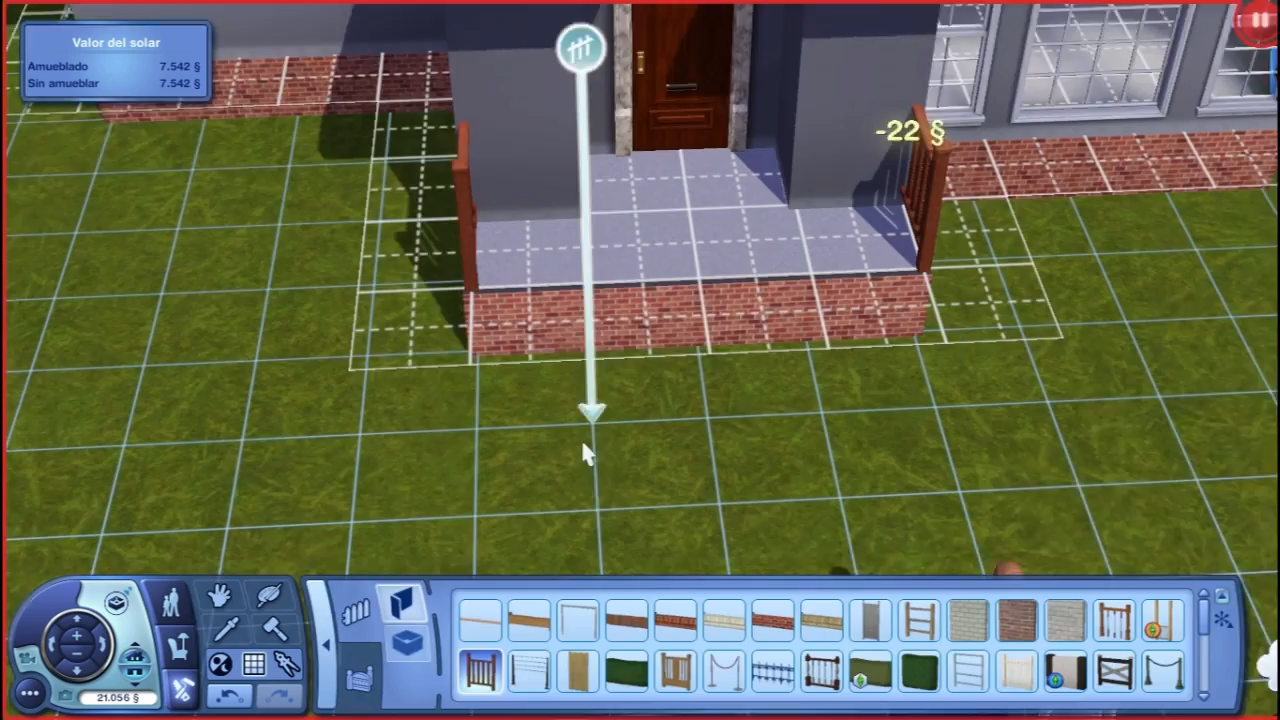 Valor del solar
Amueblado 7.542 §
Sin amueblar 7.542 §
-22 §
21.056 §